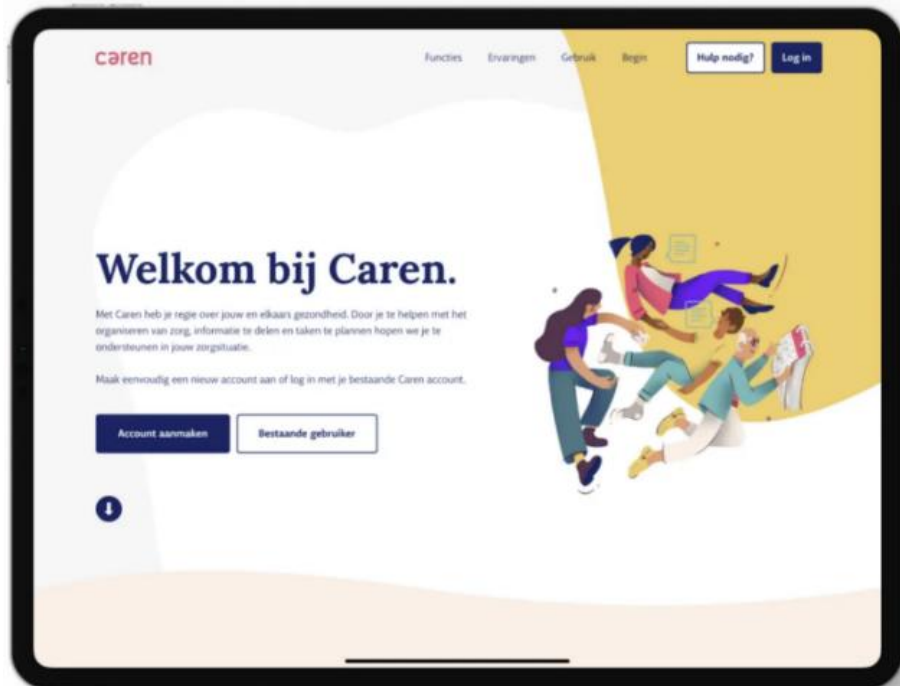 caren
Functies Ervaringen Gebruik Begin Hulp nodig? Log in
Welkom bij Caren.
Met Caren heb je regie over jouw en elkaars gezondheid. Door je te helpen met het
organiseren van zorg, informatie te delen en taken te plannen hopen we je te
ondersteunen in jouw zorgsituatie.
Maak eenvoudig een nieuw account aan of log in met je bestaande Caren account.
Account aanmaken Bestaande gebruiker